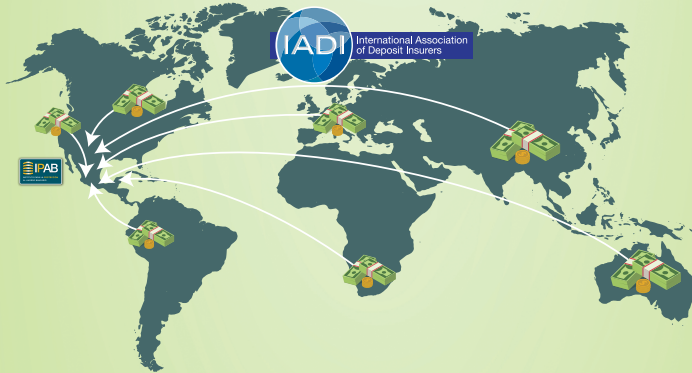 IADI
International Association
of Deposit Insurers
IPAB